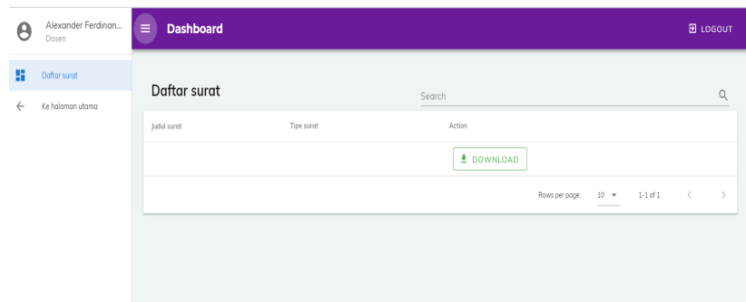 Alexander Ferdinan...
Dosen
Dashboard
LOGOUT
Daftar surat
Ke halaman utama
Daftar surat
Search
Judul surat Tipe surat Action
DOWNLOAD
Rows per page: 10 1-1 of 1